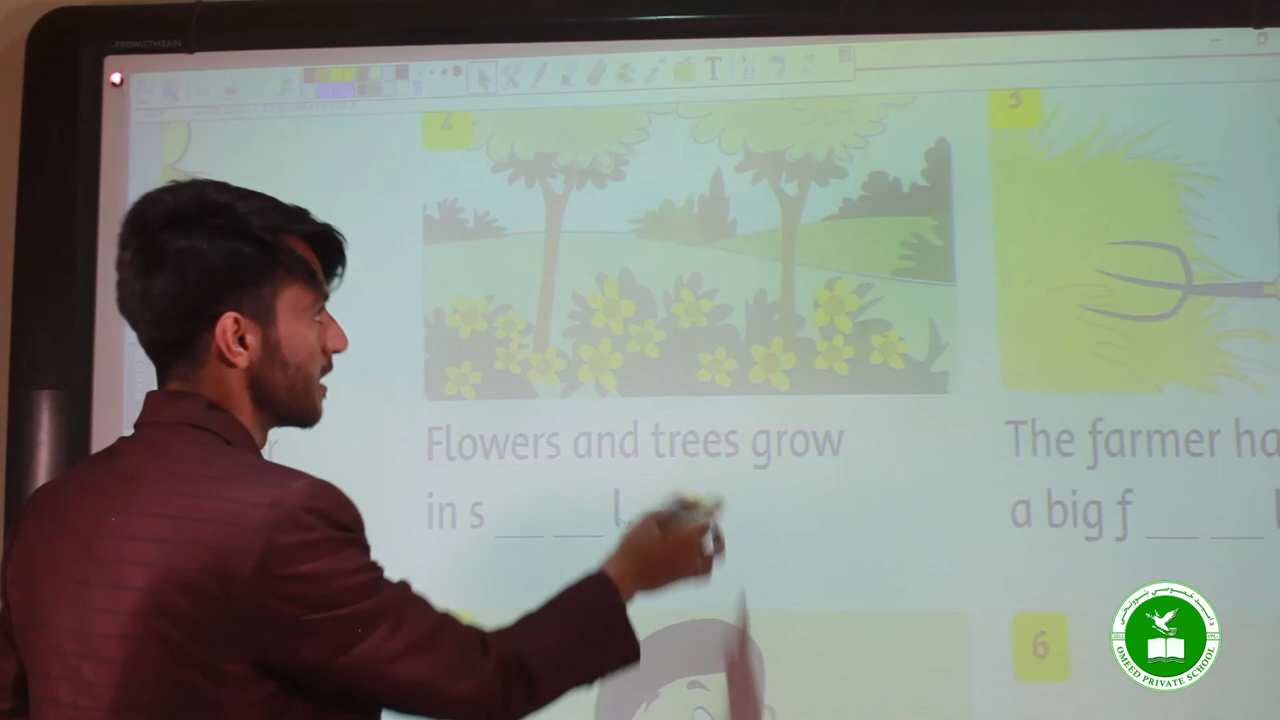 PROMETHEAN
T
2
3
Flowers and trees grow
in s __ __ l
The farmer ha
a big f __ __
6
OMEED PRIVATE SCHOOL